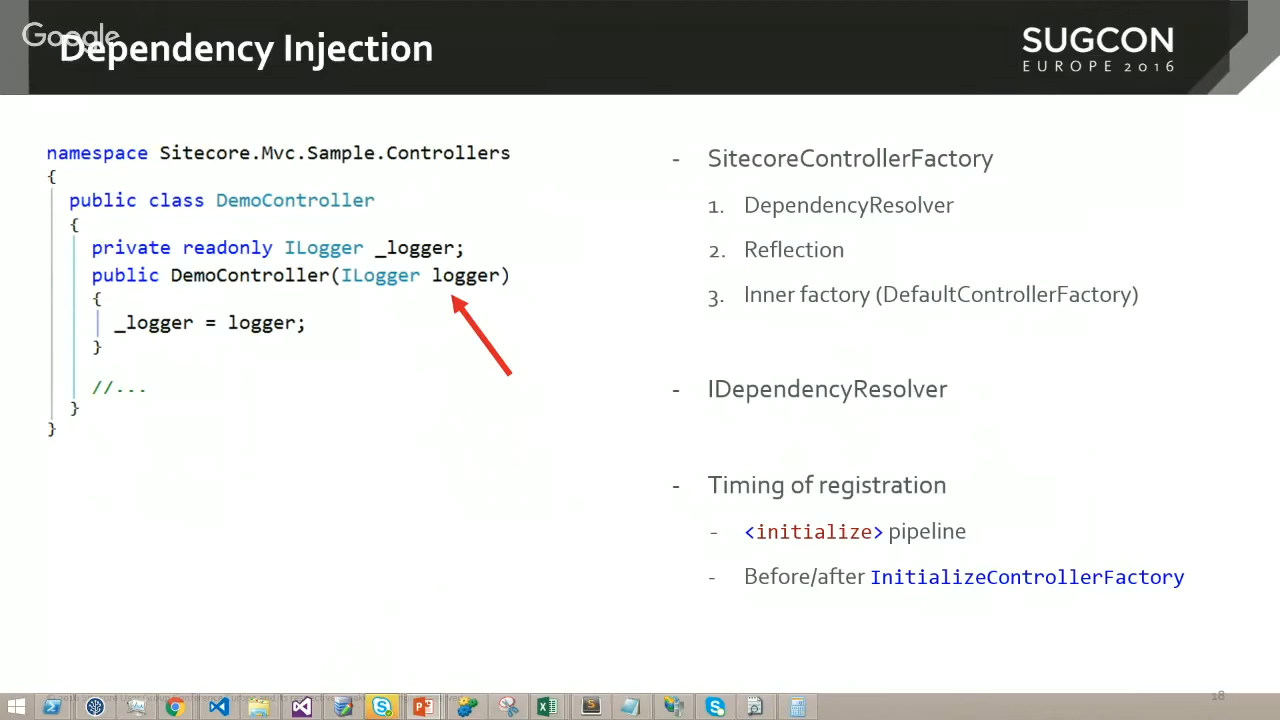 Google
Dependency Injection
SUGCON
EUROPE 2016
namespace Sitecore.Mvc.Sample.Controllers
{
public class DemoController
{
private readonly ILogger _logger;
public DemoController(ILogger logger)
{
_logger = logger;
}
//...
}
}
- SitecoreControllerFactory
1. DependencyResolver
2. Reflection
3. Inner factory (DefaultControllerFactory)
- IDependencyResolver
- Timing of registration
- <initialize> pipeline
- Before/after InitializeControllerFactory
18